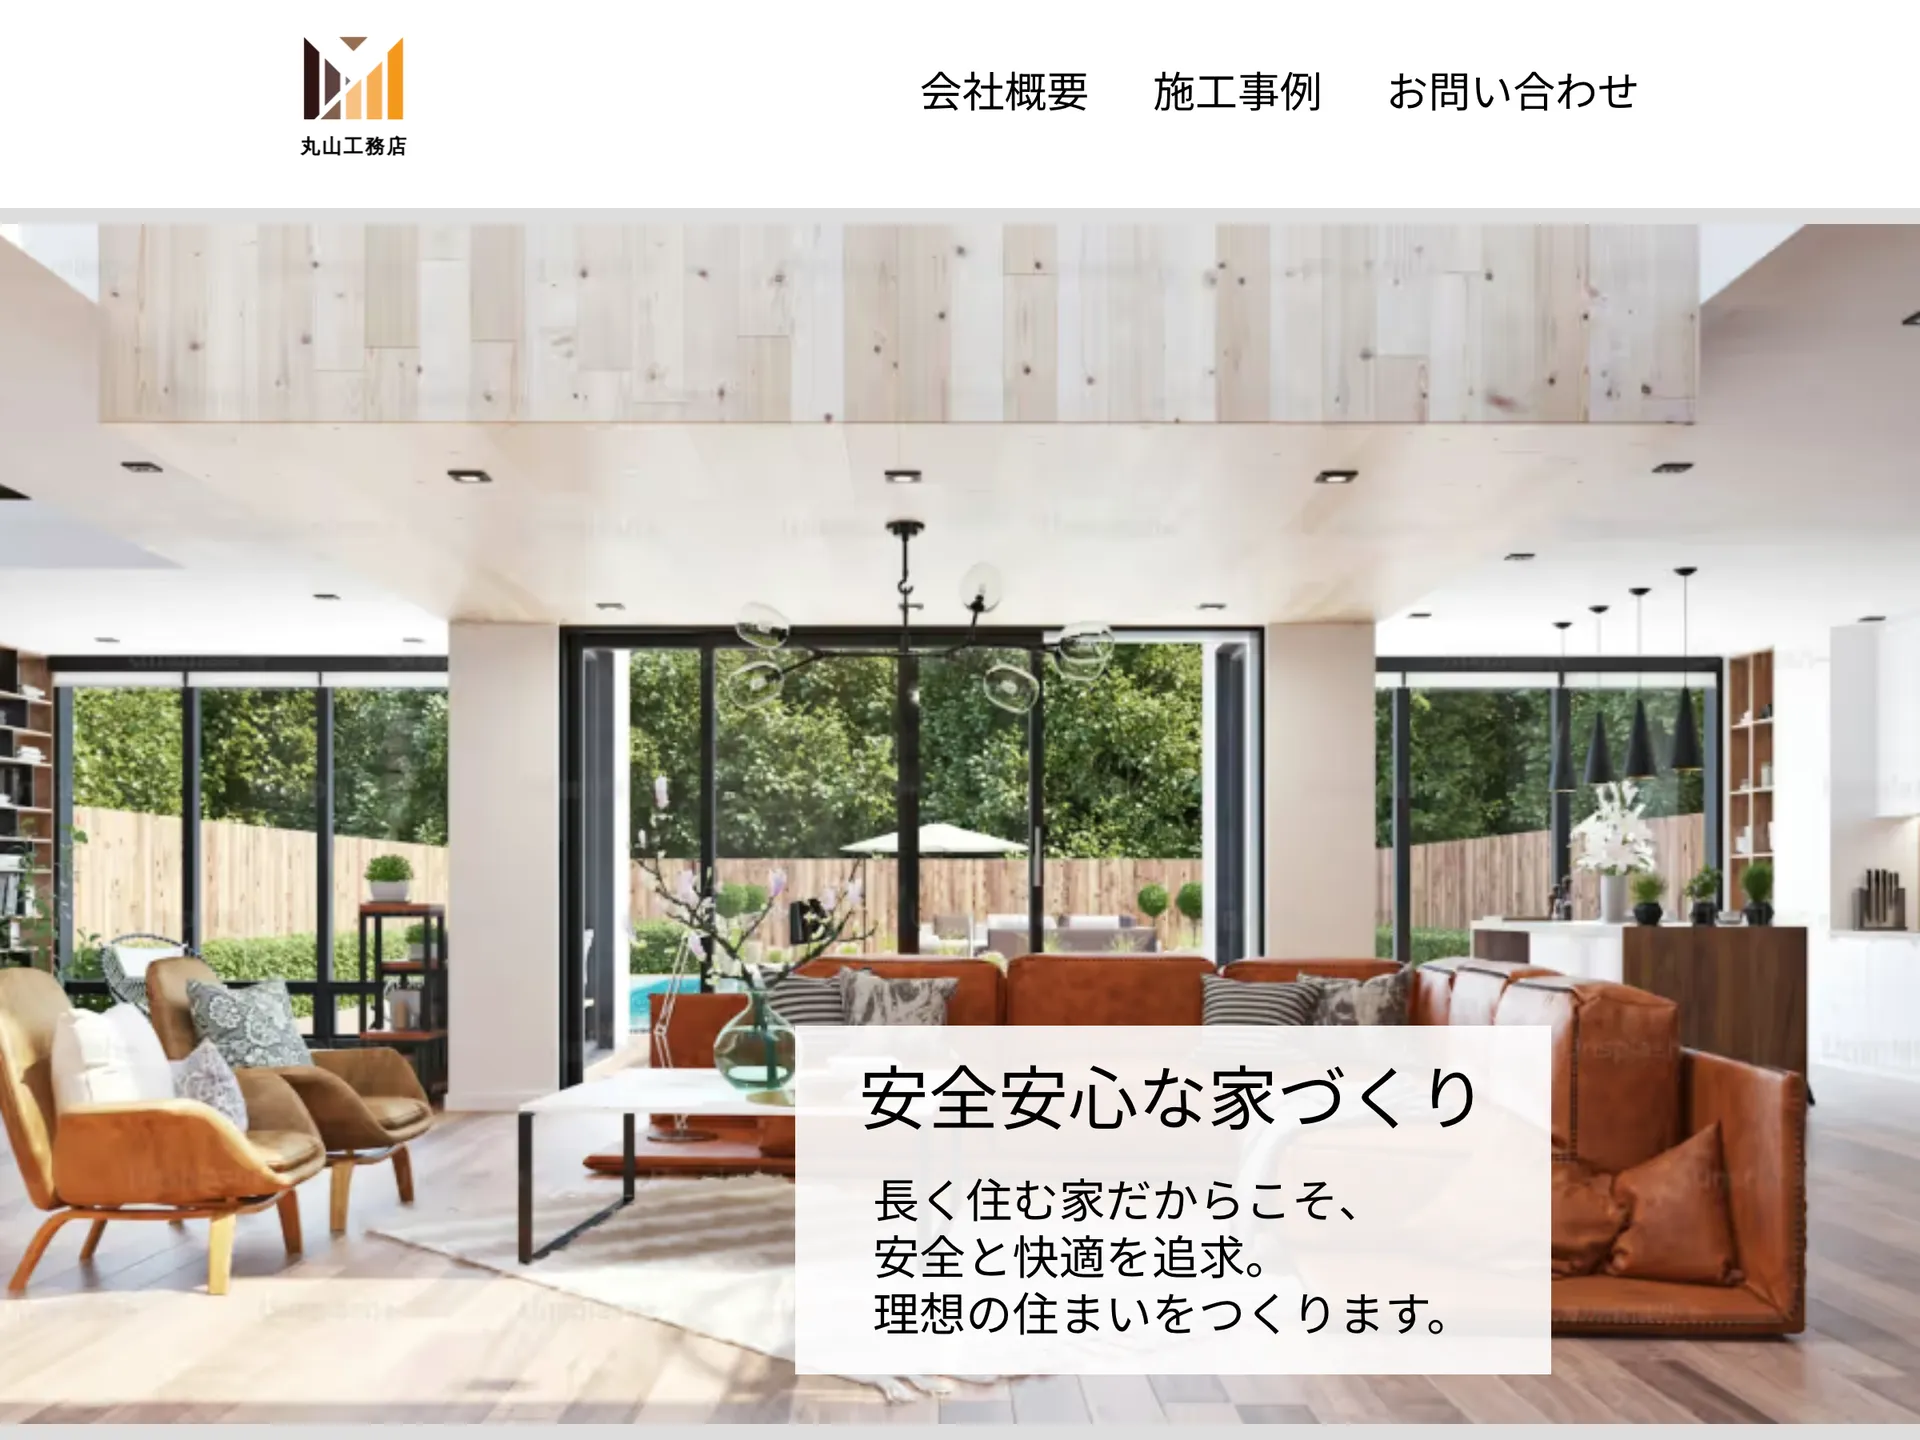 丸山工務店
会社概要 施工事例 お問い合わせ
安全安心な家づくり
長く住む家だからこそ、
安全と快適を追求。
理想の住まいをつくります。